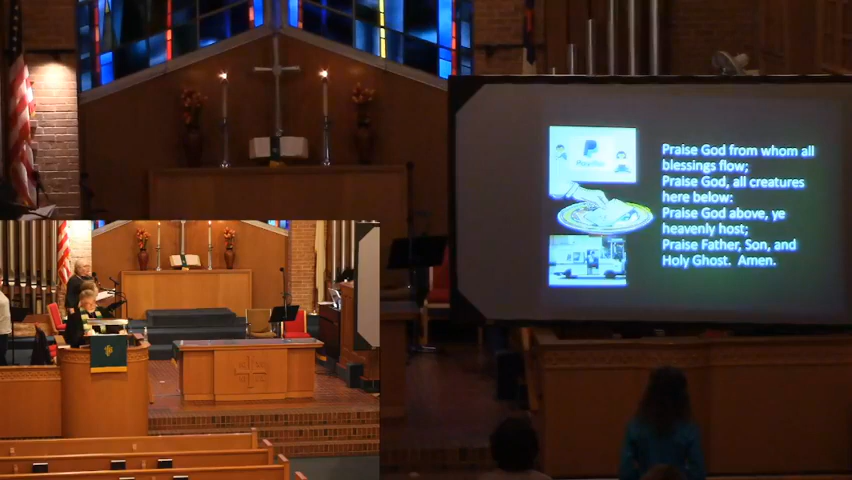 PayPal
Praise God from whom all
blessings flow;
Praise God, all creatures
here below:
Praise God above, ye
heavenly host;
Praise Father, Son, and
Holy Ghost. Amen.